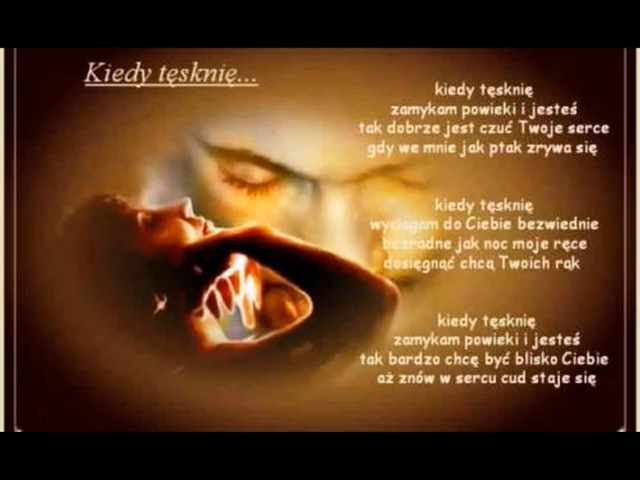 Kiedy tęsknię...
kiedy tęsknię
zamykam powieki i jesteś
tak dobrze jest czuć Twoje serce
gdy we mnie jak ptak zrywa się
kiedy tęsknię
wyciągam do Ciebie bezwiednie
bezradne jak noc moje ręce
dosięgnąć chcą Twoich rąk
kiedy tęsknię
zamykam powieki i jesteś
tak bardzo chcę być blisko Ciebie
aż znów w sercu cud staje się